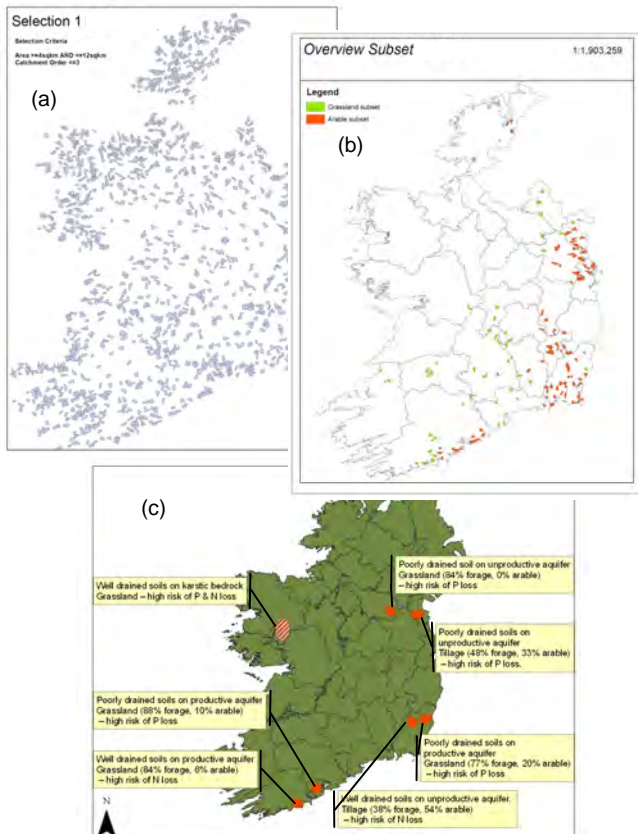 Selection 1
Selection Criteria
Area >=4sqkm AND <=12sqkm
Catchment Order <=3
(a)
Overview Subset
1:1,903,259
Legend
Grassland subset
Arable subset
(b)
(c)
Well drained soils on karstic bedrock
Grassland – high risk of P & N loss
Poorly drained soil on unproductive aquifer
Grassland (84% forage, 0% arable)
– high risk of P loss
Poorly drained soils on
unproductive aquifer
Tillage (48% forage, 33% arable)
– high risk of P loss.
Poorly drained soils on productive aquifer
Grassland (88% forage, 10% arable)
– high risk of P loss
Poorly drained soils on
productive aquifer
Grassland (77% forage, 20% arable)
– high risk of P loss
Well drained soils on productive aquifer
Grassland (84% forage, 6% arable)
– high risk of N loss
Well drained soils on unproductive aquifer.
Tillage (38% forage, 54% arable)
– high risk of N loss
N